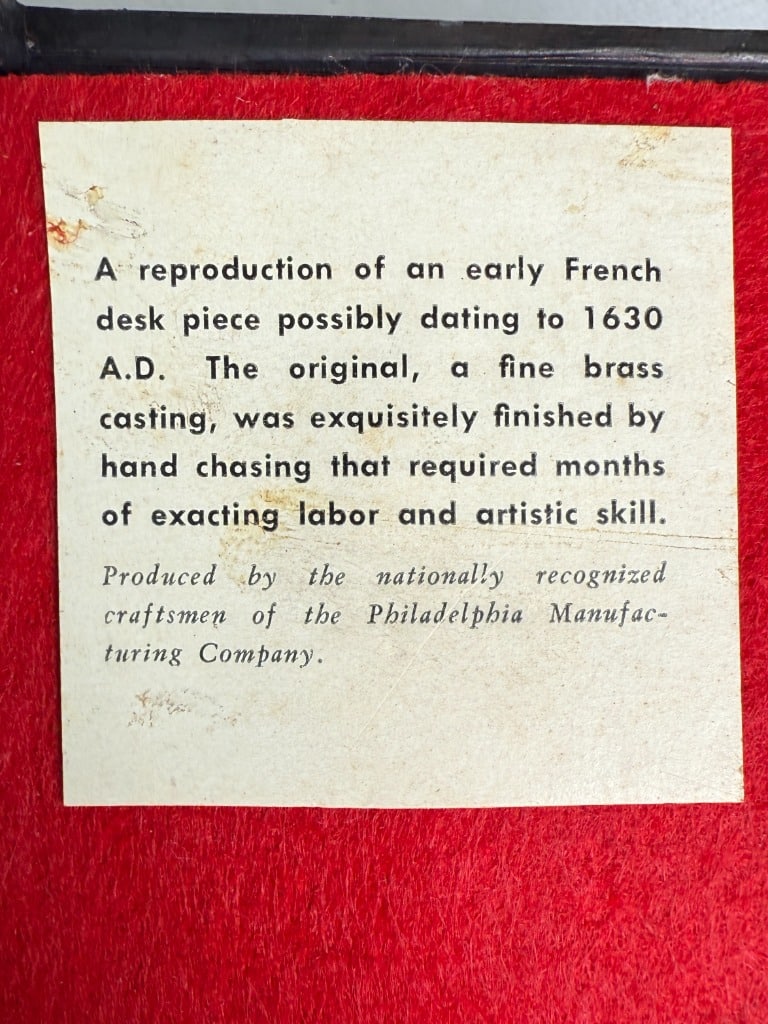 A reproduction of an early French
desk piece possibly dating to 1630
A.D. The original, a fine brass
casting, was exquisitely finished by
hand chasing that required months
of exacting labor and artistic skill.
Produced by the nationally recognized
craftsmen of the Philadelphia Manufac-
turing Company.